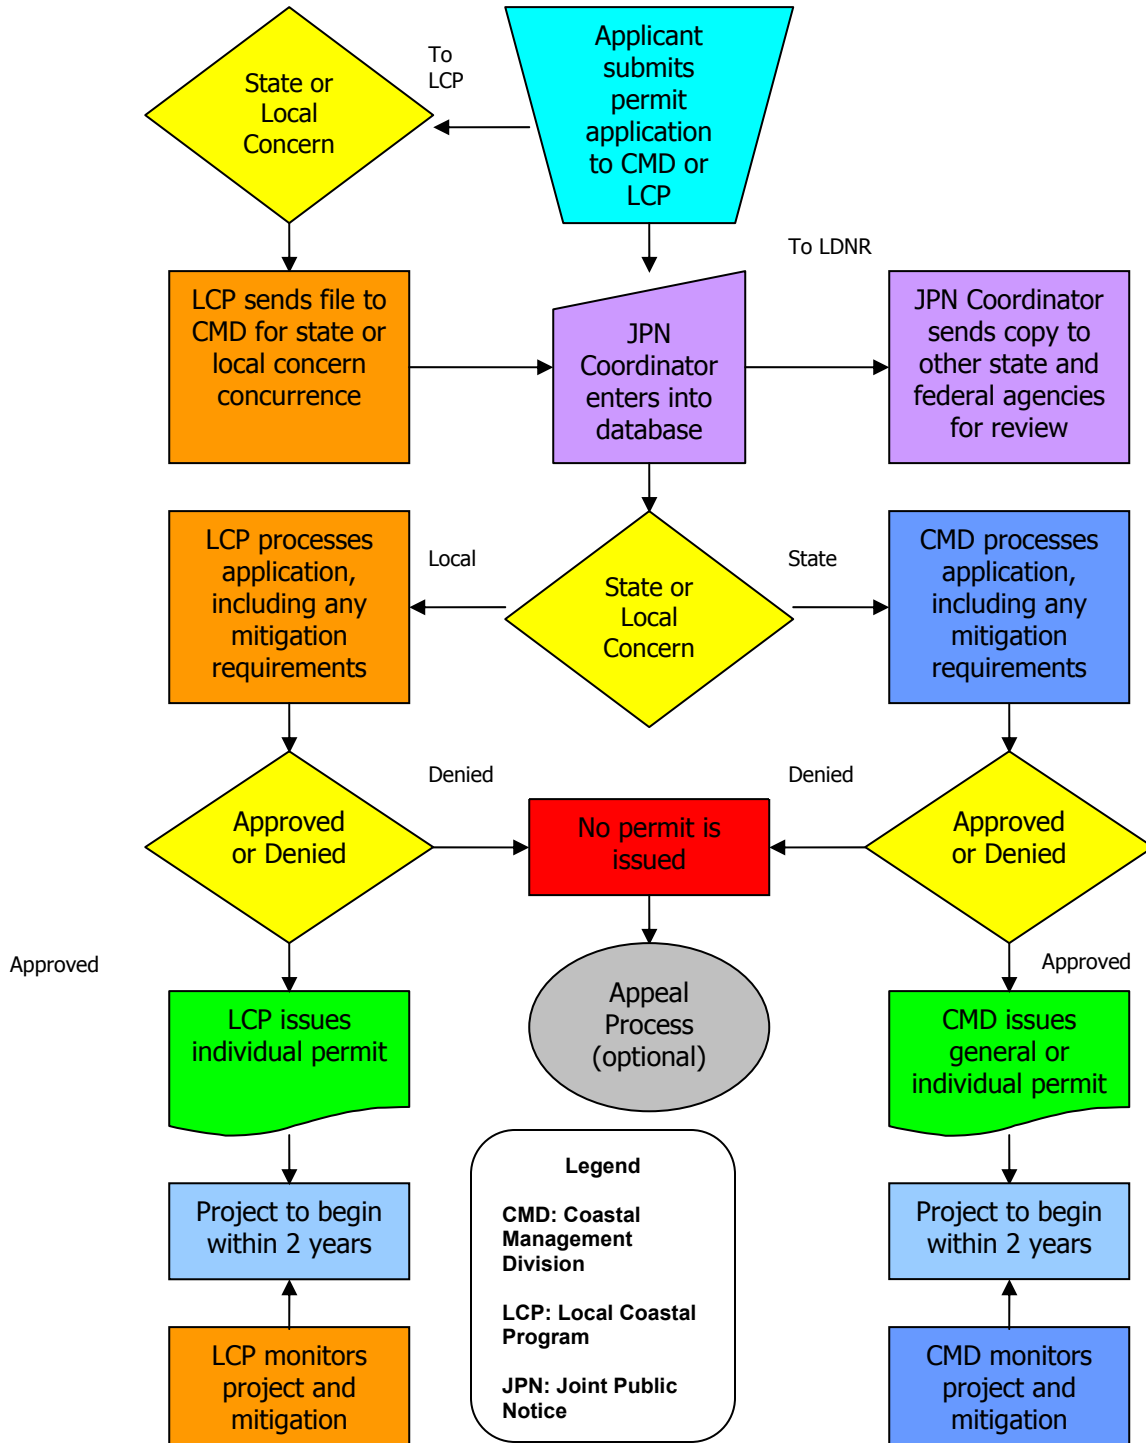 State or
Local
Concern
To
LCP
Applicant
submits
permit
application
to CMD or
LCP
To LDNR
LCP sends file to
CMD for state or
local concern
concurrence
JPN
Coordinator
enters into
database
JPN Coordinator
sends copy to
other state and
federal agencies
for review
LCP processes
application,
including any
mitigation
requirements
Local
State or
Local
Concern
State
CMD processes
application,
including any
mitigation
requirements
Approved
or Denied
Denied
No permit is
issued
Denied
Approved
or Denied
Approved
Appeal
Process
(optional)
Approved
LCP issues
individual permit
CMD issues
general or
individual permit
Project to begin
within 2 years
Project to begin
within 2 years
LCP monitors
project and
mitigation
Legend
CMD: Coastal
Management
Division
LCP: Local Coastal
Program
JPN: Joint Public
Notice
CMD monitors
project and
mitigation